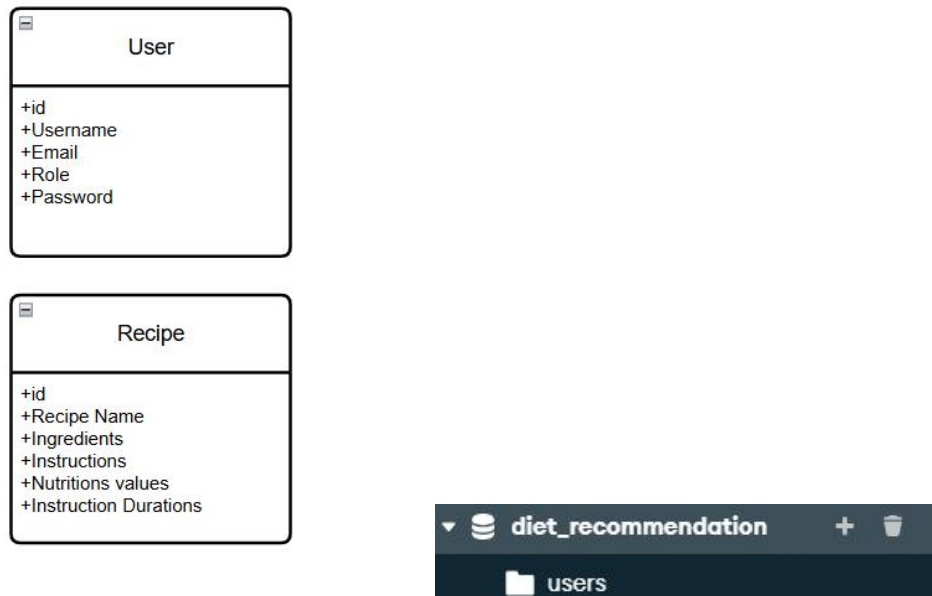 User
+id
+Username
+Email
+Role
+Password
Recipe
+id
+Recipe Name
+Ingredients
+Instructions
+Nutritions values
+Instruction Durations
diet_recommendation
users